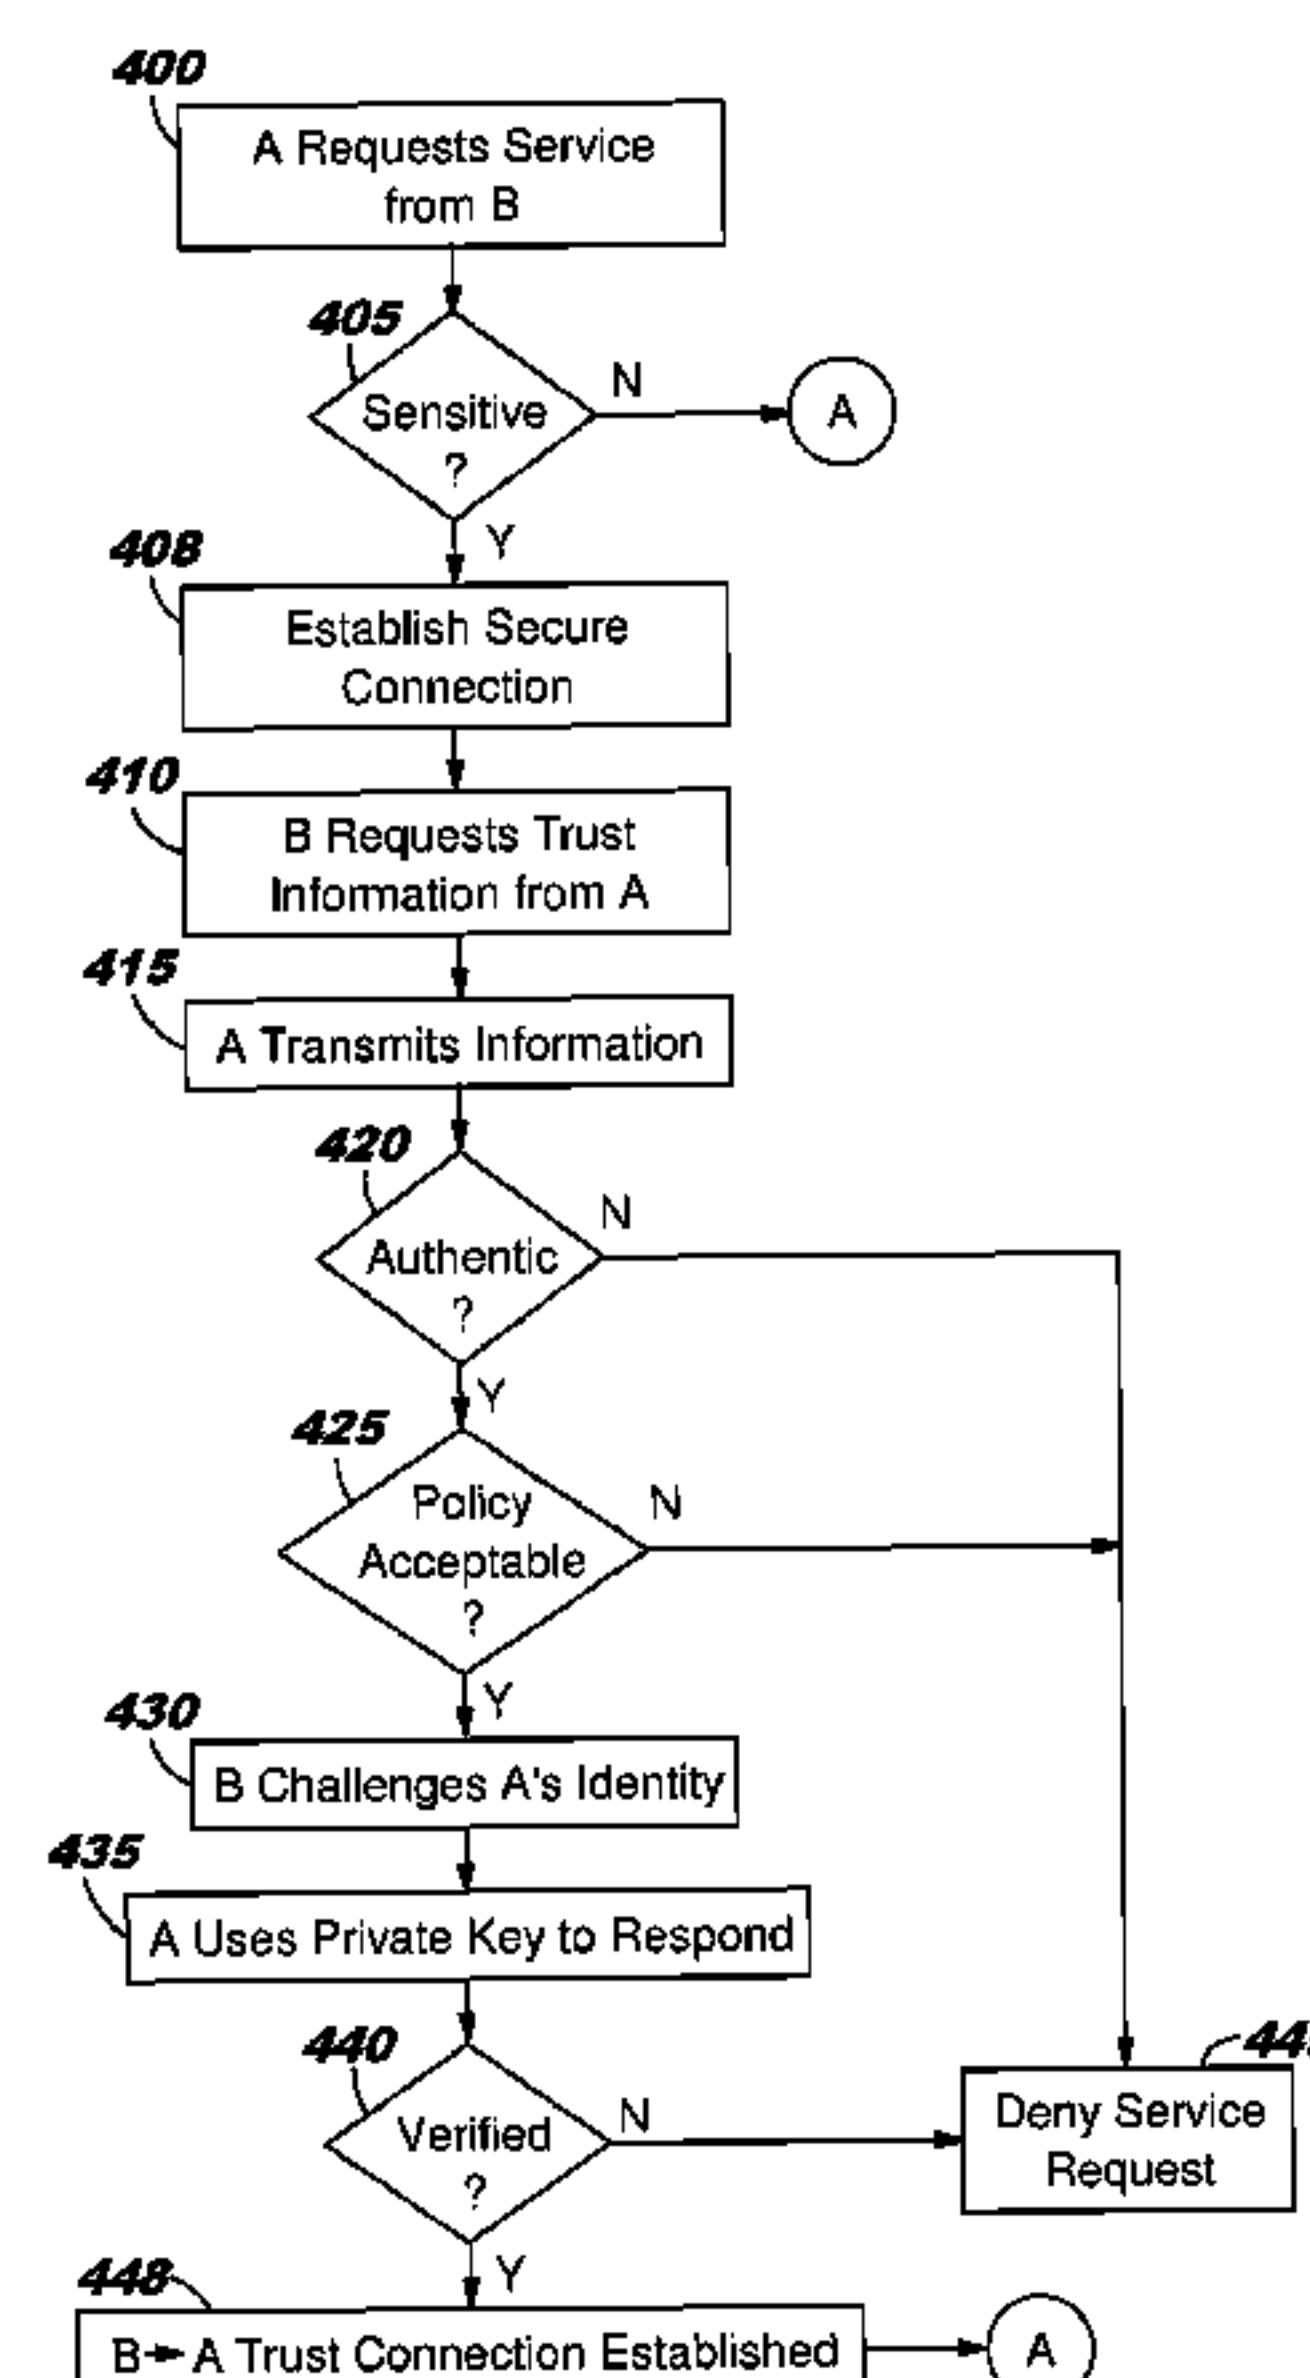 400
A Requests Service
from B
405
Sensitive
?
N
A
Y
408
Establish Secure
Connection
410
B Requests Trust
Information from A
415
A Transmits Information
420
Authentic
?
N
Y
425
Policy
Acceptable
?
N
Y
430
B Challenges A's Identity
435
A Uses Private Key to Respond
440
Verified
?
N
Deny Service
Request
Y
448
B→A Trust Connection Established
A